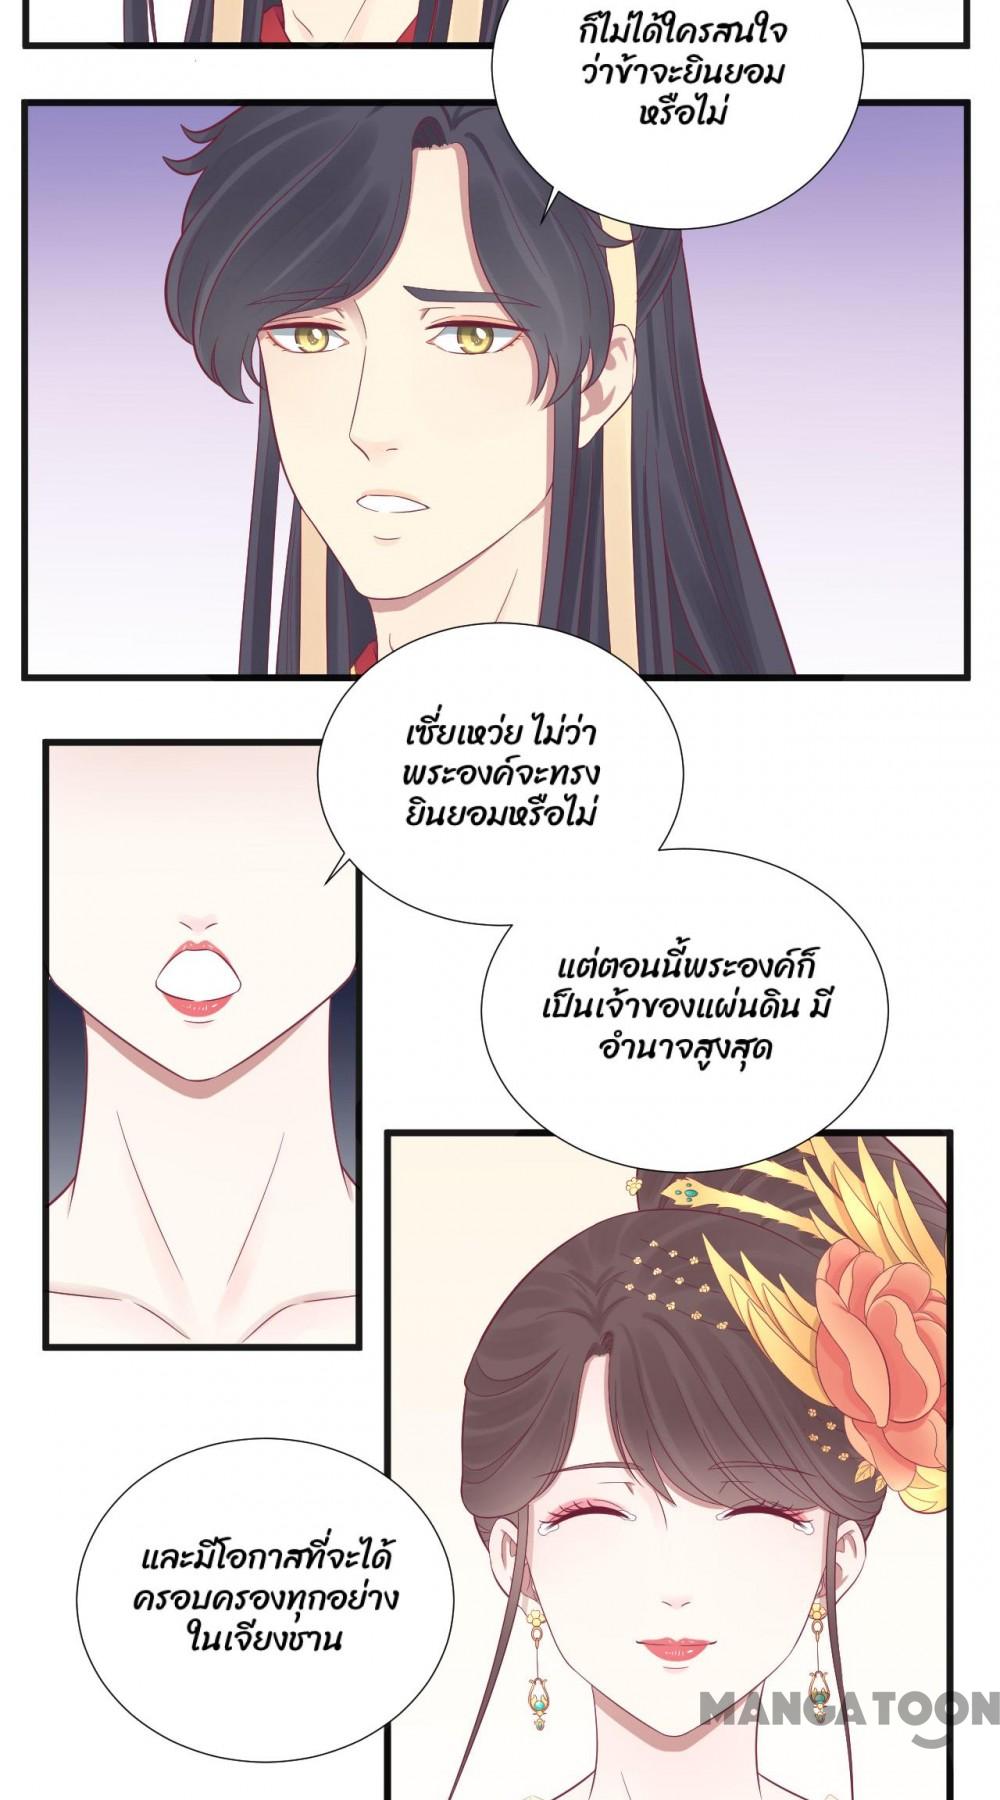 ก็ไม่ได้ใครสนใจ
ว่าข้าจะยินยอม
หรือไม่
เซี่ยเหว่ย ไม่ว่า
พระองค์จะทรง
ยินยอมหรือไม่
แต่ตอนนี้พระองค์ก็
เป็นเจ้าของแผ่นดิน มี
อำนาจสูงสุด
และมีโอกาสที่จะได้
ครอบครองทุกอย่าง
ในเจียงชาน
MANGATOON